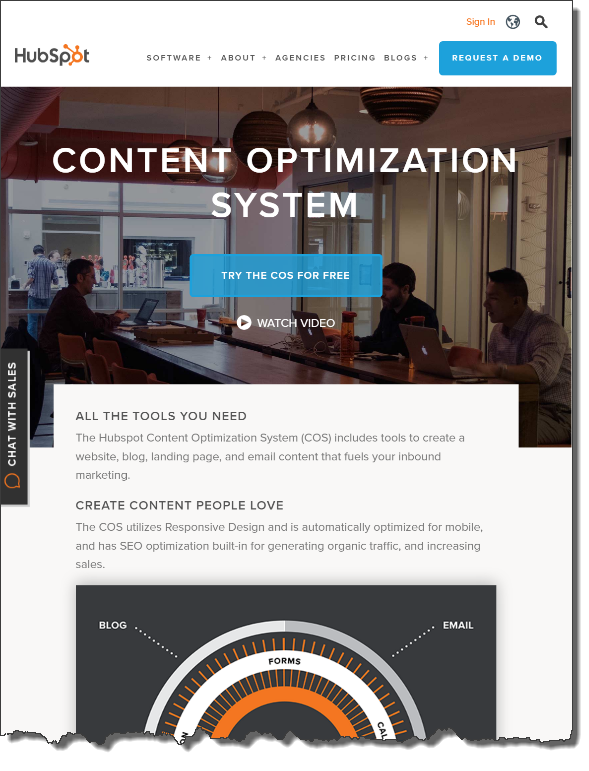 Sign In
HubSpot
SOFTWARE + ABOUT + AGENCIES PRICING BLOGS + REQUEST A DEMO
CONTENT OPTIMIZATION
SYSTEM
TRY THE COS FOR FREE
WATCH VIDEO
CHAT WITH SALES
ALL THE TOOLS YOU NEED
The Hubspot Content Optimization System (COS) includes tools to create a
website, blog, landing page, and email content that fuels your inbound
marketing.
CREATE CONTENT PEOPLE LOVE
The COS utilizes Responsive Design and is automatically optimized for mobile,
and has SEO optimization built-in for generating organic traffic, and increasing
sales.
BLOG
EMAIL
FORMS